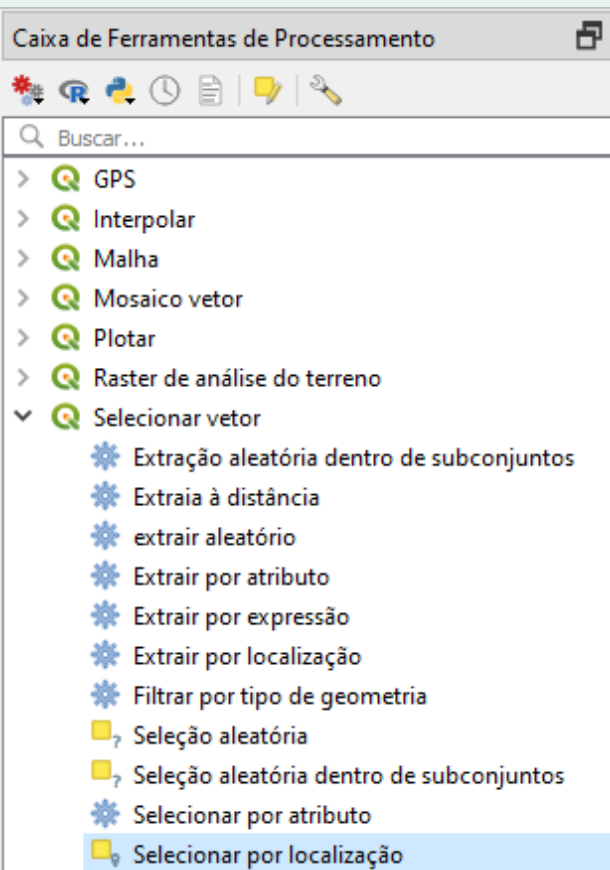 Caixa de Ferramentas de Processamento
Buscar...
GPS
Interpolar
Malha
Mosaico vetor
Plotar
Raster de análise do terreno
Selecionar vetor
Extração aleatória dentro de subconjuntos
Extraia à distância
extrair aleatório
Extrair por atributo
Extrair por expressão
Extrair por localização
Filtrar por tipo de geometria
Seleção aleatória
Seleção aleatória dentro de subconjuntos
Selecionar por atributo
Selecionar por localização